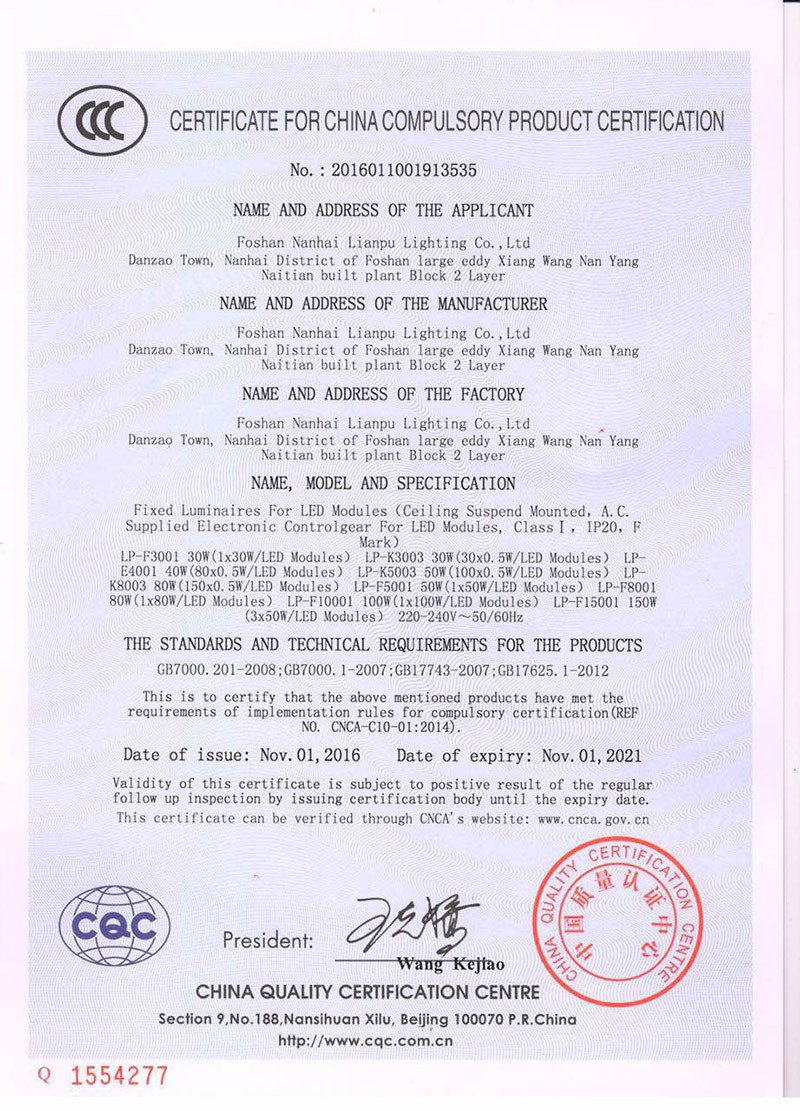 CCC
CERTIFICATE FOR CHINA COMPULSORY PRODUCT CERTIFICATION
No. : 2016011001913535
NAME AND ADDRESS OF THE APPLICANT
Foshan Nanhai Lianpu Lighting Co.,Ltd
Danzao Town, Nanhai District of Foshan large eddy Xiang Wang Nan Yang
Naitian built plant Block 2 Layer
NAME AND ADDRESS OF THE MANUFACTURER
Foshan Nanhai Lianpu Lighting Co.,Ltd
Danzao Town, Nanhai District of Foshan large eddy Xiang Wang Nan Yang
Naitian built plant Block 2 Layer
NAME AND ADDRESS OF THE FACTORY
Foshan Nanhai Lianpu Lighting Co.,Ltd
Danzao Town, Nanhai District of Foshan large eddy Xiang Wang Nan Yang
Naitian built plant Block 2 Layer
NAME, MODEL AND SPECIFICATION
Fixed Luminaires For LED Modules (Ceiling Suspend Mounted, A.C.
Supplied Electronic Controlgear For LED Modules, ClassⅠ, IP20, F
Mark)
LP-F3001 30W(1x30W/LED Modules) LP-K3003 30W(30x0.5W/LED Modules) LP-
E4001 40W(80x0.5W/LED Modules) LP-K5003 50W(100x0.5W/LED Modules) LP-
K8003 80W(150x0.5W/LED Modules) LP-F5001 50W(1x50W/LED Modules) LP-F8001
80W(1x80W/LED Modules) LP-F10001 100W(1x100W/LED Modules) LP-F15001 150W
(3x50W/LED Modules) 220-240V~50/60Hz
THE STANDARDS AND TECHNICAL REQUIREMENTS FOR THE PRODUCTS
GB7000.201-2008;GB7000.1-2007;GB17743-2007;GB17625.1-2012
This is to certify that the above mentioned products have met the
requirements of implementation rules for compulsory certification(REF
NO. CNCA-C10-01:2014).
Date of issue: Nov.01,2016 Date of expiry: Nov.01,2021
Validity of this certificate is subject to positive result of the regular
follow up inspection by issuing certification body until the expiry date.
This certificate can be verified through CNCA's website: www.cnca.gov.cn
CQC
President:
王克娇
Wang Kejiao
CHINA QUALITY CERTIFICATION CENTRE
中国质量认证中心
CHINA QUALITY CERTIFICATION CENTRE
Section 9,No.188,Nansihuan Xilu, Beijing 100070 P.R.China
http://www.cqc.com.cn
Q 1554277